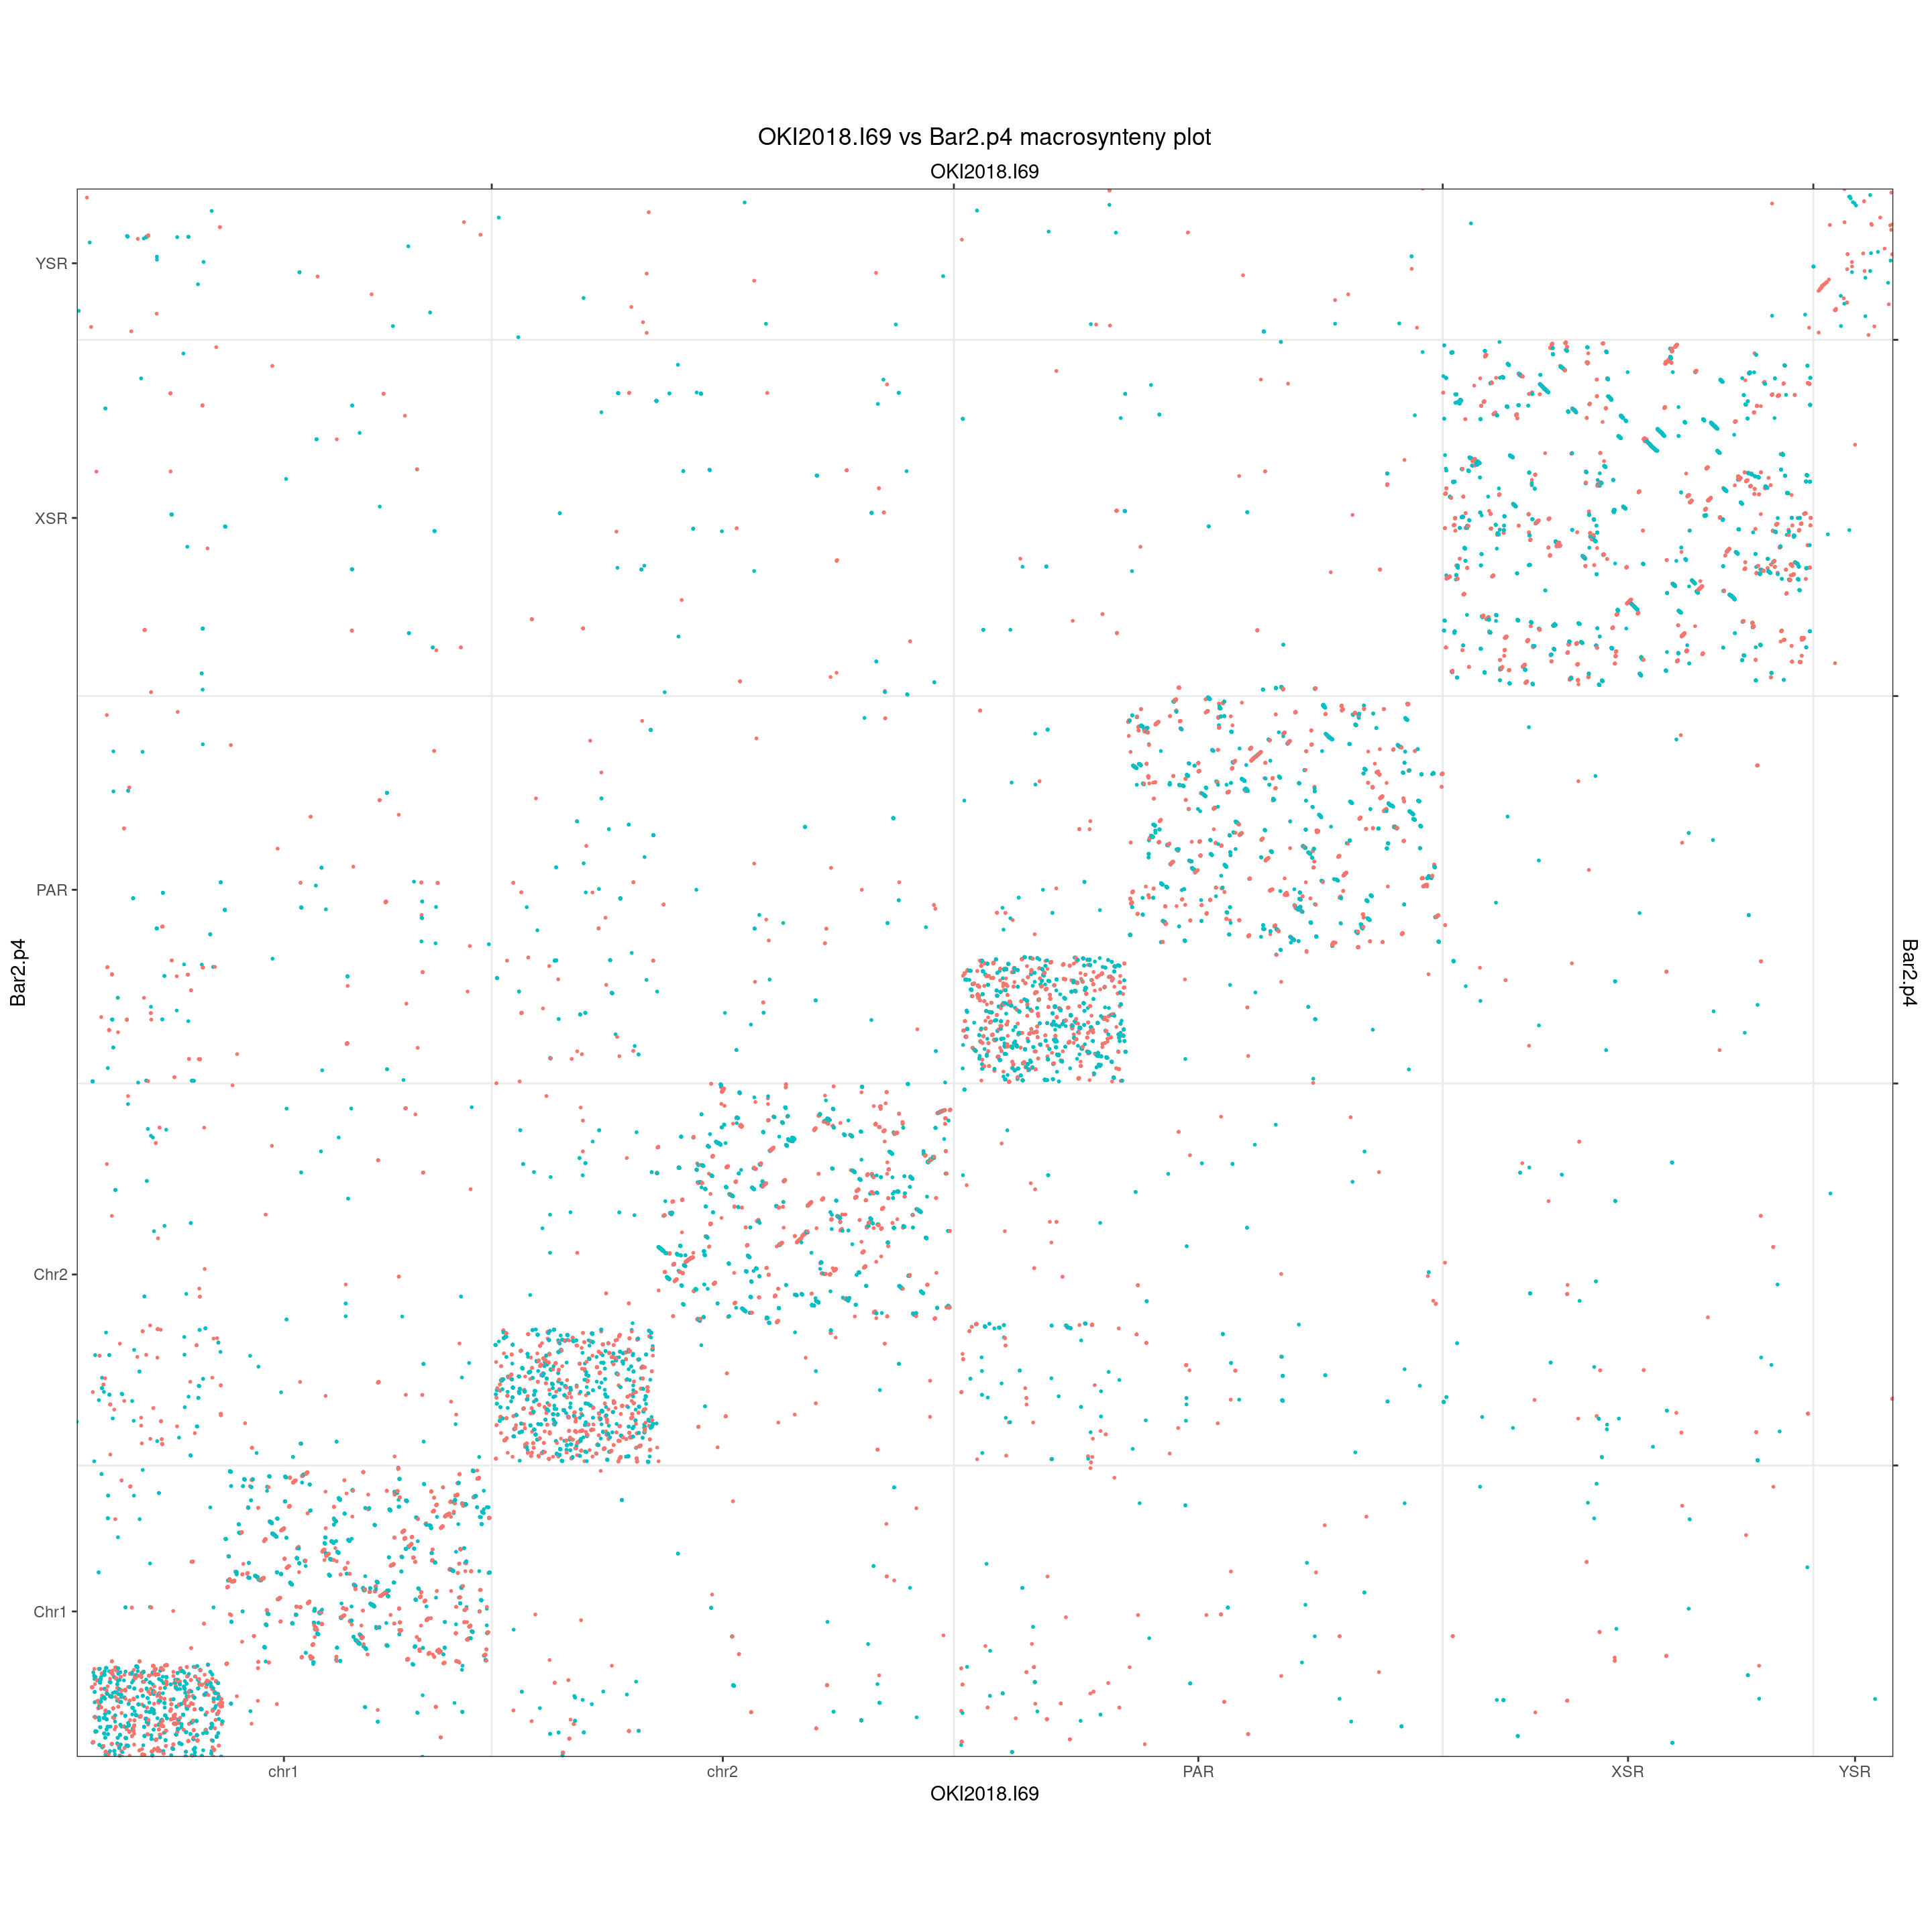 OKI2018.I69 vs Bar2.p4 macrosynteny plot
OKI2018.I69
YSR
XSR
PAR
Chr2
Chr1
Bar2.p4
Bar2.p4
chr1
chr2
PAR
XSR
YSR
OKI2018.I69